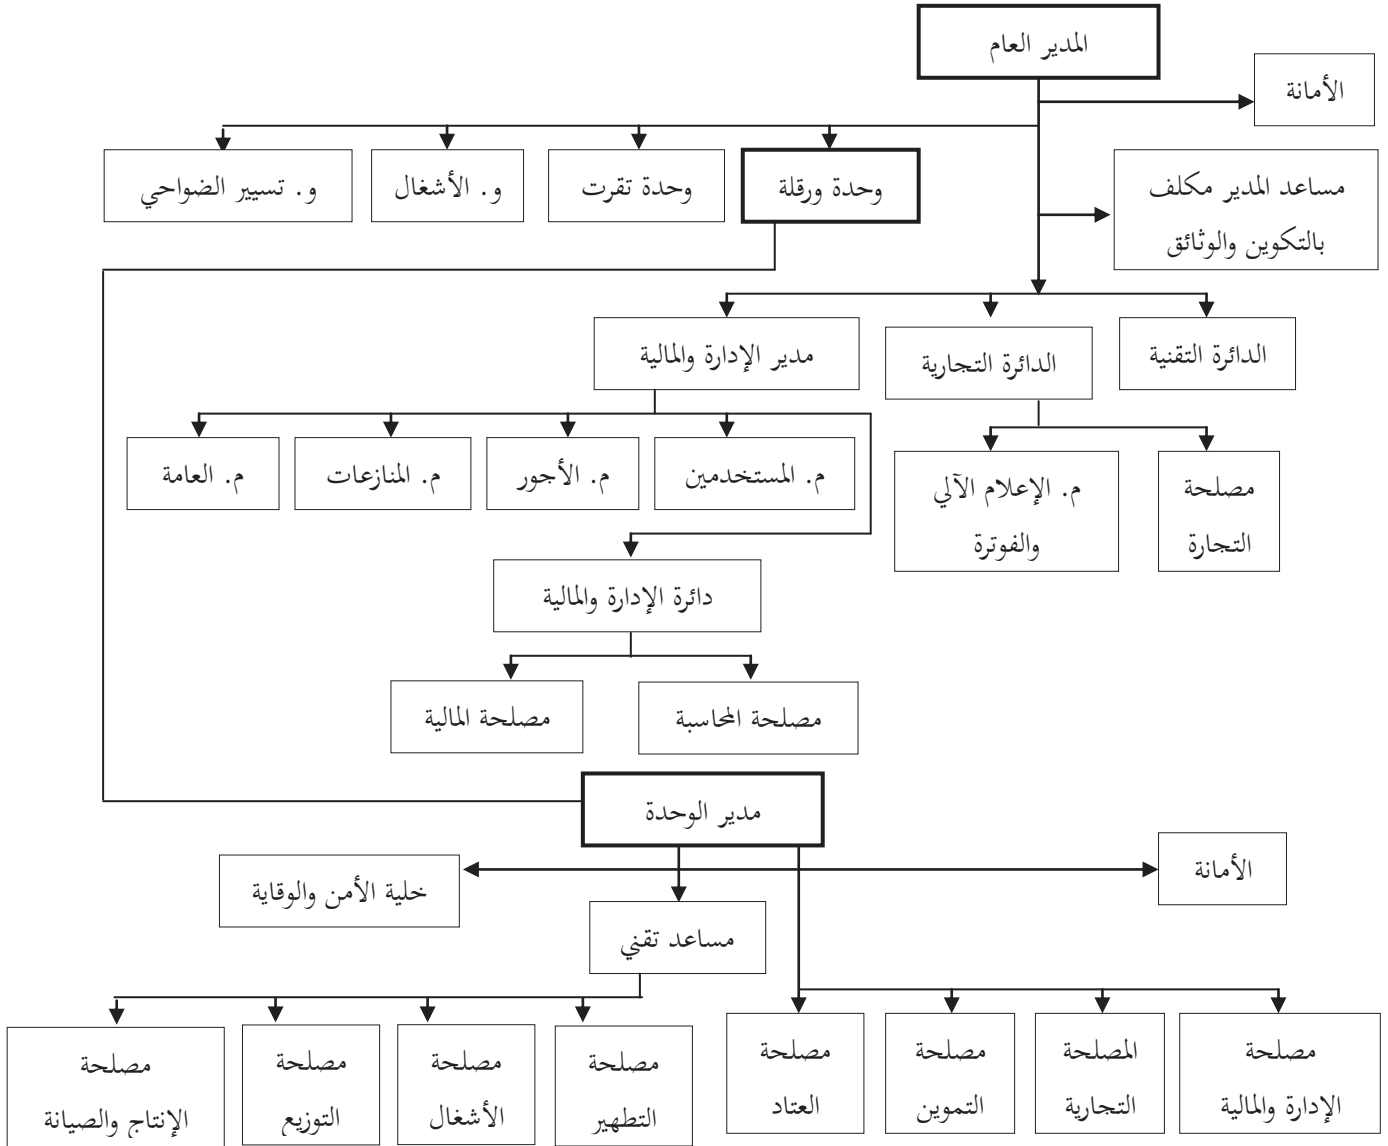 المدير العام
الأمانة
مساعد المدير مكلف
بالتكوين والوثائق
وحدة ورقلة
وحدة تقرت
و. الأشغال
و. تسيير الضواحي
الدائرة التقنية
الدائرة التجارية
مدير الإدارة والمالية
مصلحة
التجارة
م. الإعلام الآلي
والفوترة
م. المستخدمين
م. الأجور
م. المنازعات
م. العامة
دائرة الإدارة والمالية
مصلحة المحاسبة
مصلحة المالية
مدير الوحدة
الأمانة
خلية الأمن والوقاية
مساعد تقني
مصلحة
الإدارة والمالية
المصلحة
التجارية
مصلحة
التموين
مصلحة
العتاد
مصلحة
التطهير
مصلحة
الأشغال
مصلحة
التوزيع
مصلحة
الإنتاج والصيانة